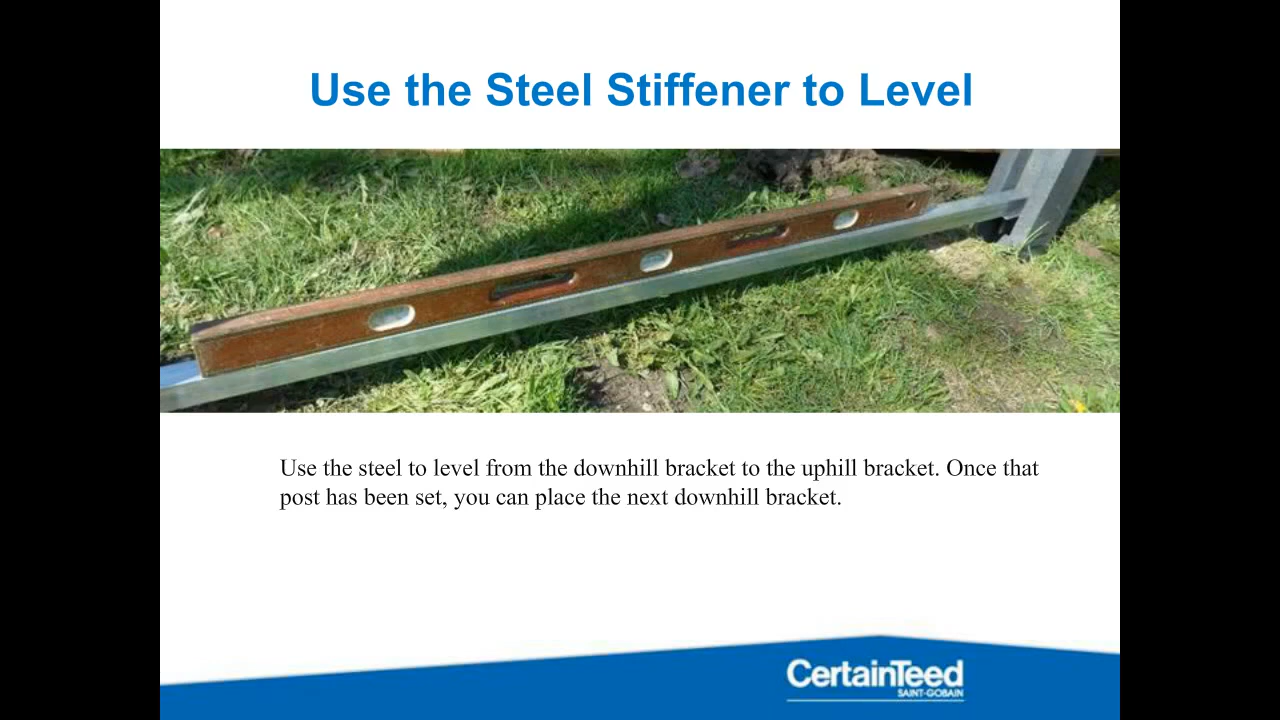 Use the Steel Stiffener to Level
Use the steel to level from the downhill bracket to the uphill bracket. Once that
post has been set, you can place the next downhill bracket.
CertainTeed
SAINT-GOBAIN